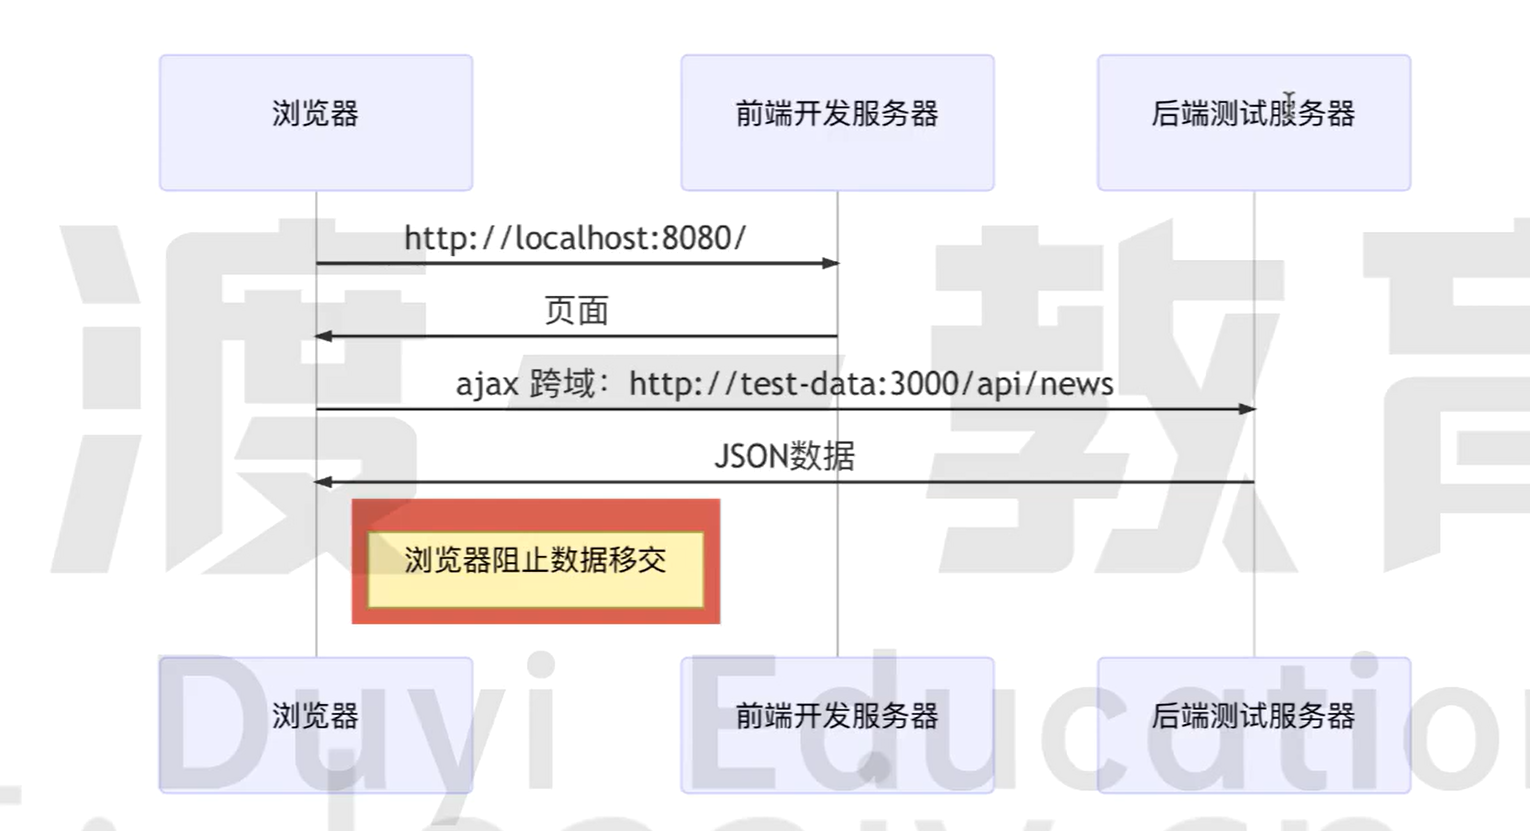 浏览器
前端开发服务器
后端测试服务器
http://localhost:8080/
页面
ajax 跨域：http://test-data:3000/api/news
JSON数据
浏览器阻止数据移交
浏览器
前端开发服务器
后端测试服务器
渡一教育
Duyi Education